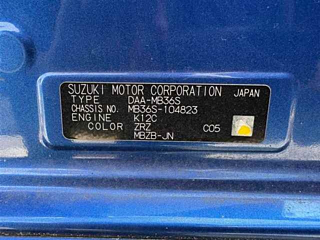 SUZUKI MOTOR CORPORATION JAPAN
TYPE DAA-MB36S
CHASSIS NO. MB36S-104823
ENGINE K12C
COLOR ZRZ C05
MBZB-JN